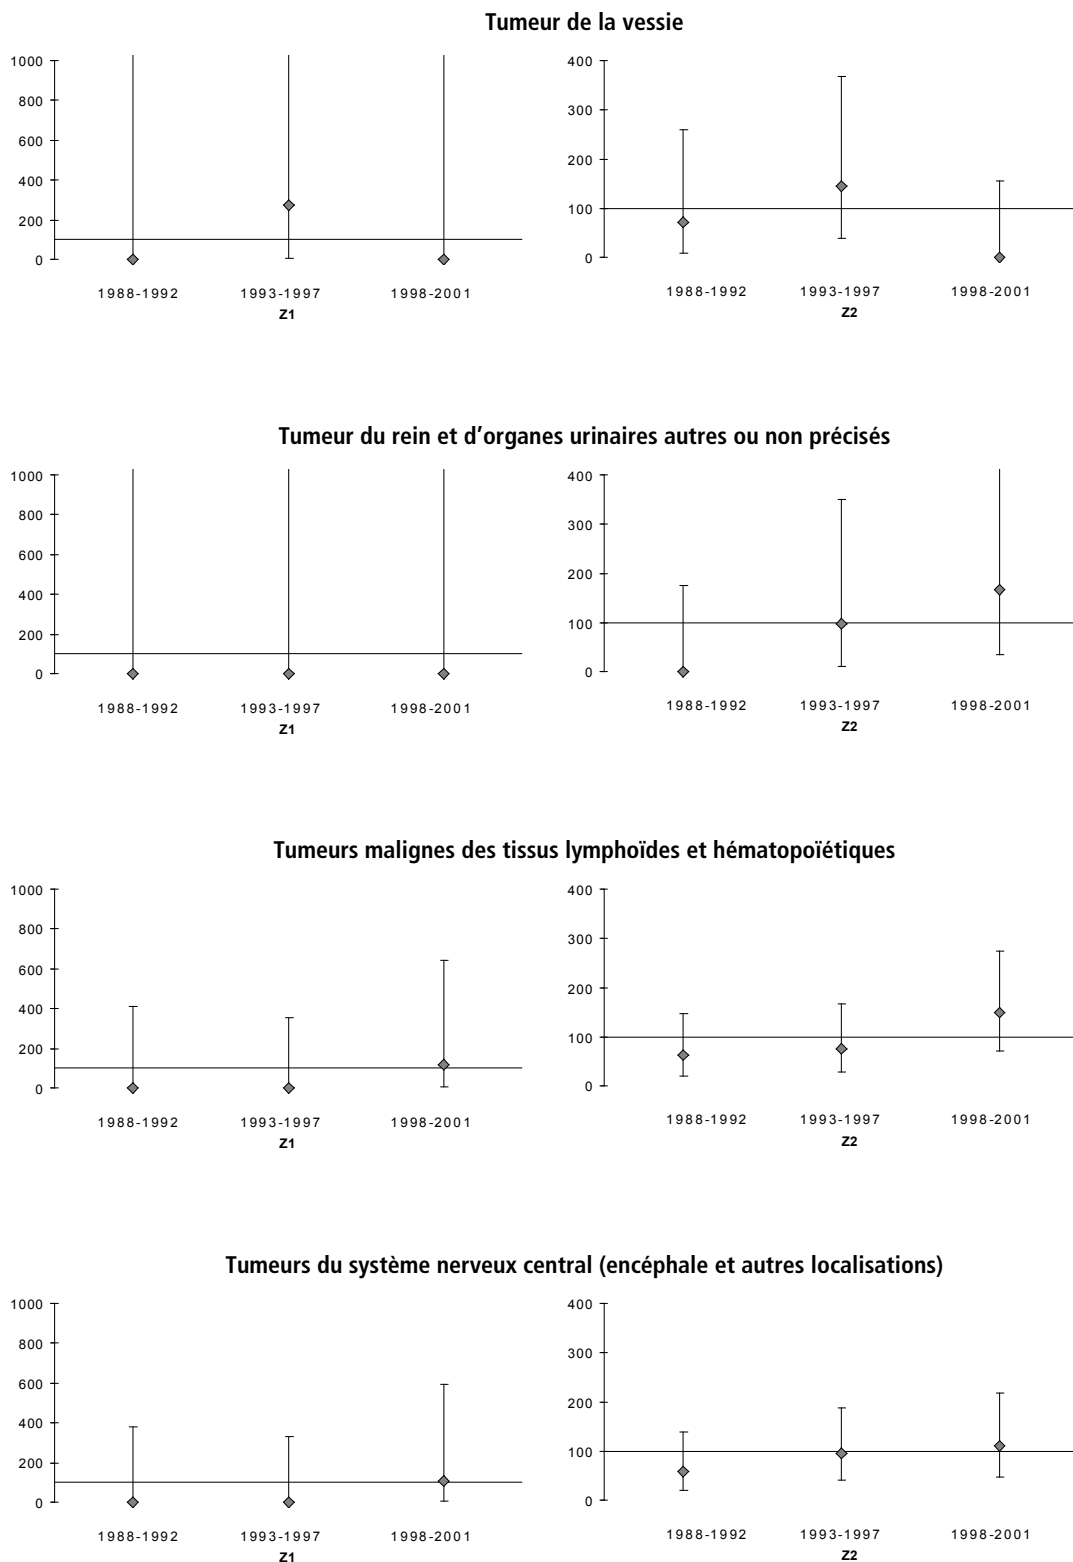 Tumeur de la vessie
1000
800
600
400
200
0
1988-1992 1993-1997 1998-2001
Z1
400
300
200
100
0
1988-1992 1993-1997 1998-2001
Z2
Tumeur du rein et d’organes urinaires autres ou non précisés
1000
800
600
400
200
0
1988-1992 1993-1997 1998-2001
Z1
400
300
200
100
0
1988-1992 1993-1997 1998-2001
Z2
Tumeurs malignes des tissus lymphoïdes et hématopoïétiques
1000
800
600
400
200
0
1988-1992 1993-1997 1998-2001
Z1
400
300
200
100
0
1988-1992 1993-1997 1998-2001
Z2
Tumeurs du système nerveux central (encéphale et autres localisations)
1000
800
600
400
200
0
1988-1992 1993-1997 1998-2001
Z1
400
300
200
100
0
1988-1992 1993-1997 1998-2001
Z2